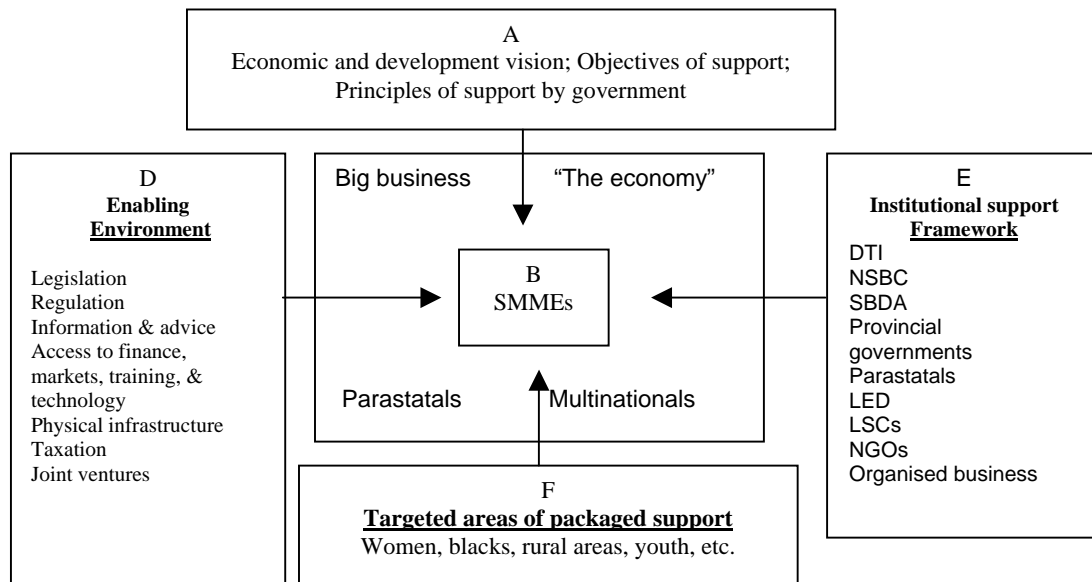 A
Economic and development vision; Objectives of support;
Principles of support by government
D
Enabling
Environment
Legislation
Regulation
Information & advice
Access to finance,
markets, training, &
technology
Physical infrastructure
Taxation
Joint ventures
Big business “The economy”
B
SMMEs
Parastatals Multinationals
E
Institutional support
Framework
DTI
NSBC
SBDA
Provincial
governments
Parastatals
LED
LSCs
NGOs
Organised business
F
Targeted areas of packaged support
Women, blacks, rural areas, youth, etc.